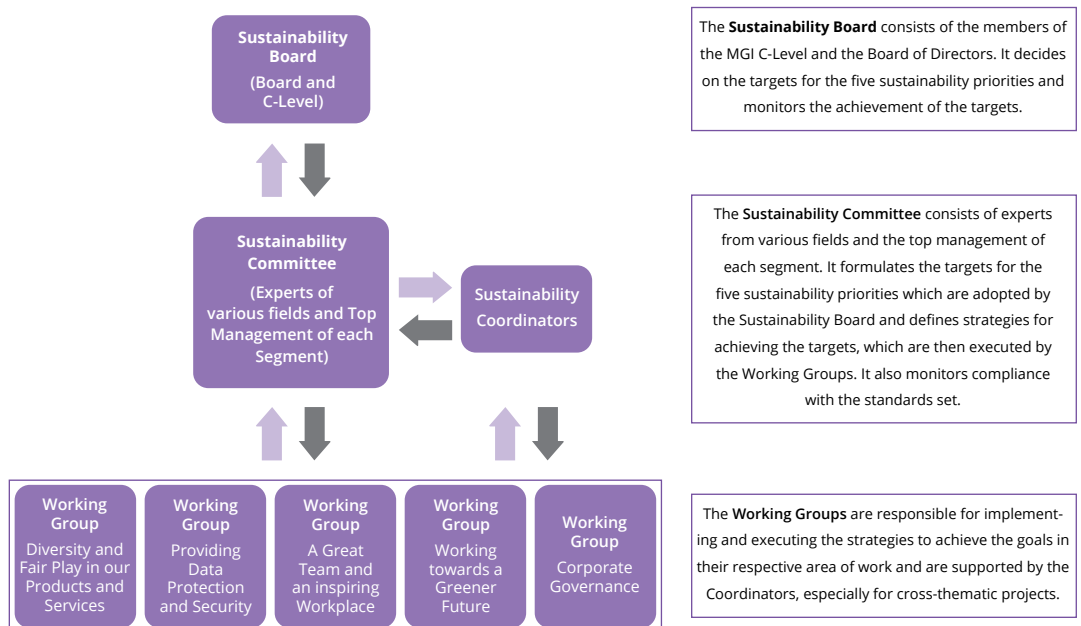 Sustainability
Board
(Board and
C-Level)
The Sustainability Board consists of the members of
the MGI C-Level and the Board of Directors. It decides
on the targets for the five sustainability priorities and
monitors the achievement of the targets.
Sustainability
Committee
(Experts of
various fields and Top
Management of each
Segment)
Sustainability
Coordinators
The Sustainability Committee consists of experts
from various fields and the top management of
each segment. It formulates the targets for the
five sustainability priorities which are adopted by
the Sustainability Board and defines strategies for
achieving the targets, which are then executed by
the Working Groups. It also monitors compliance
with the standards set.
Working
Group
Diversity and
Fair Play in our
Products and
Services
Working
Group
Providing
Data
Protection
and Security
Working
Group
A Great
Team and
an inspiring
Workplace
Working
Group
Working
towards a
Greener
Future
Working
Group
Corporate
Governance
The Working Groups are responsible for implement-
ing and executing the strategies to achieve the goals in
their respective area of work and are supported by the
Coordinators, especially for cross-thematic projects.